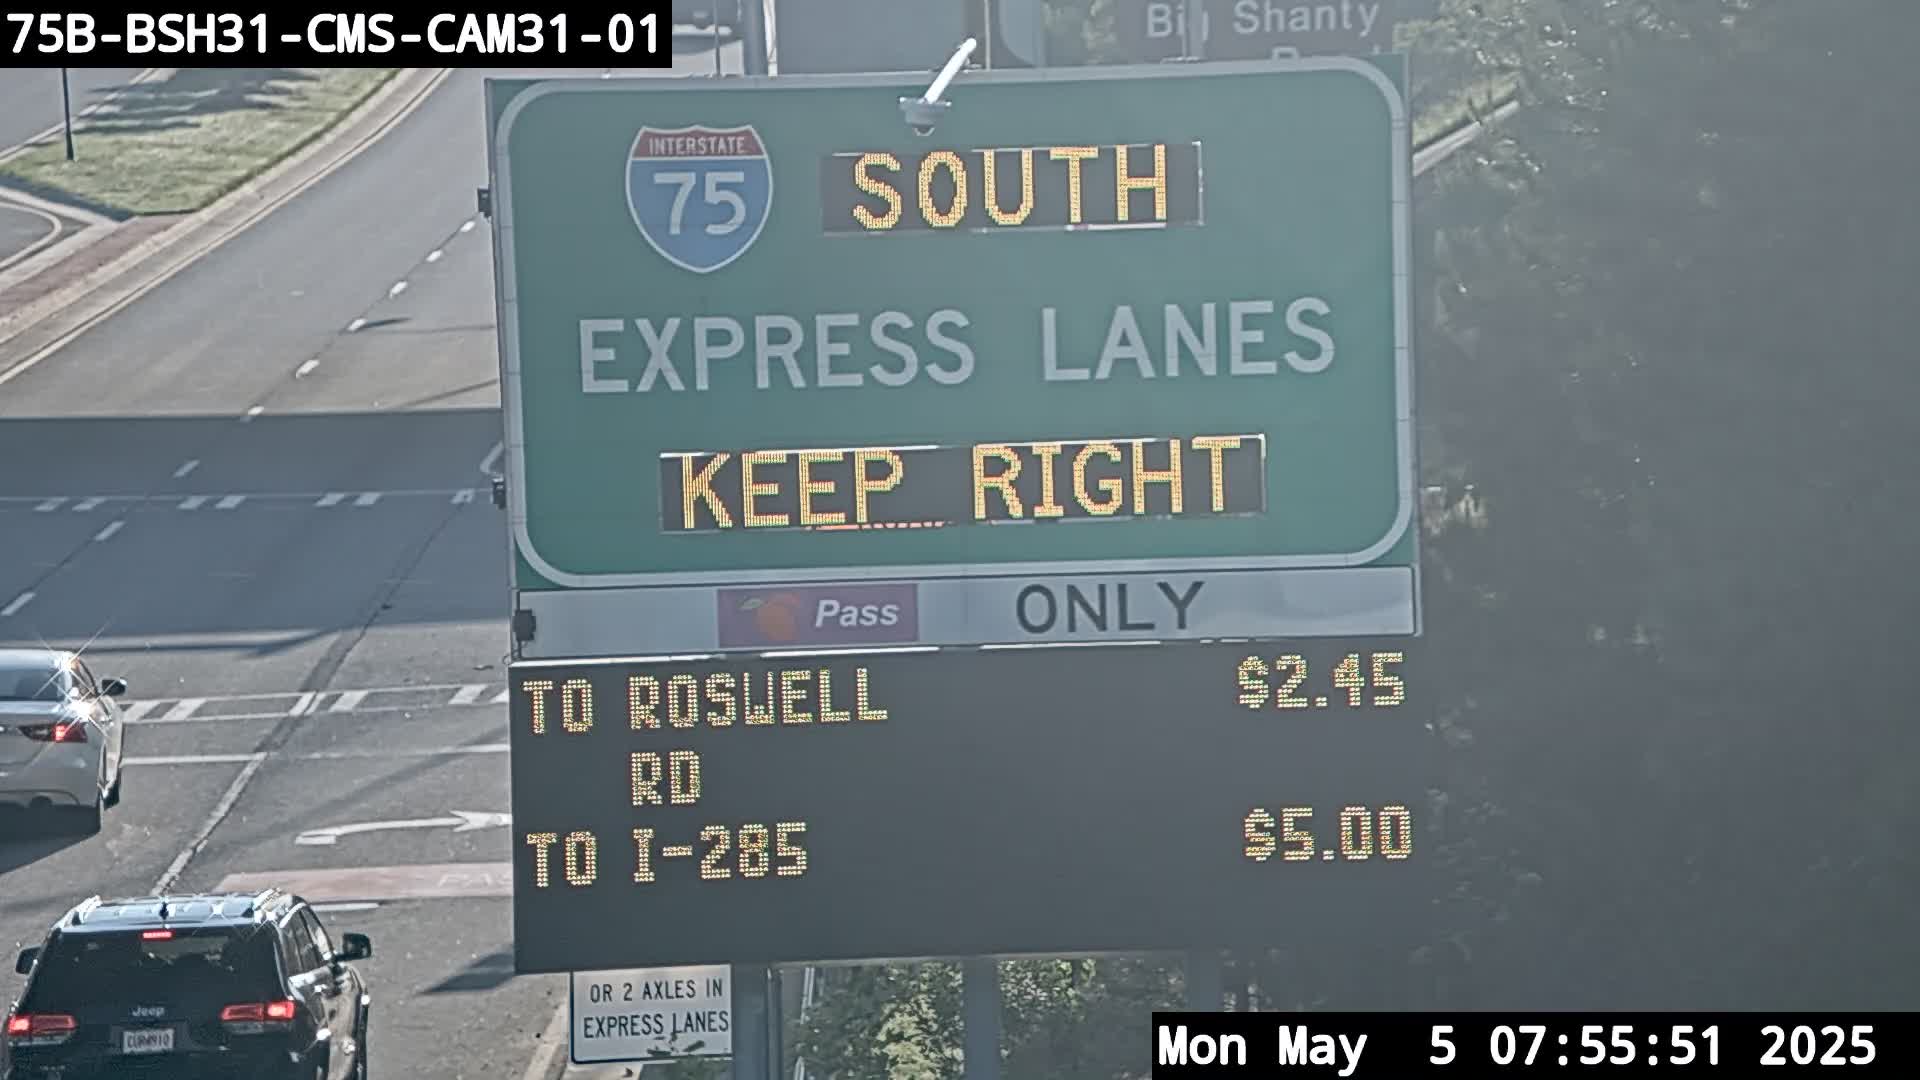 75B-BSH31-CMS-CAM31-01
Big Shanty
INTERSTATE
75
SOUTH
EXPRESS LANES
KEEP RIGHT
Pass
ONLY
TO ROSWELL $2.45
RD
TO I-285 $5.00
OR 2 AXLES IN
EXPRESS LANES
Jeep
Mon May 5 07:55:51 2025